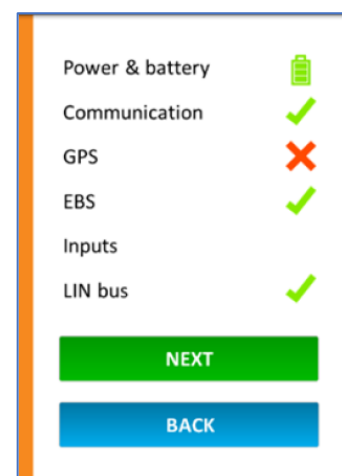 Power & battery
Communication
GPS
EBS
Inputs
LIN bus
NEXT
BACK